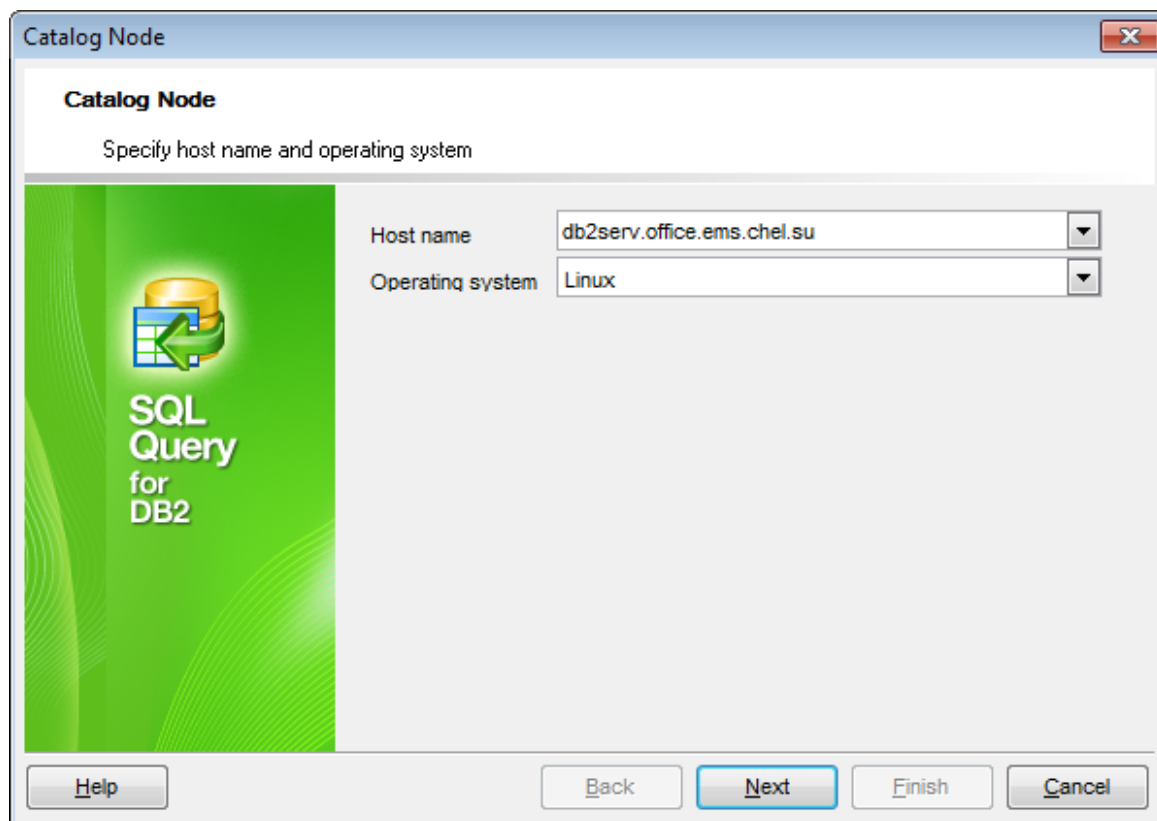 Catalog Node
Catalog Node
Specify host name and operating system
Host name db2serv.office.ems.chel.su
Operating system Linux
SQL
Query
for
DB2
Help Back Next Finish Cancel